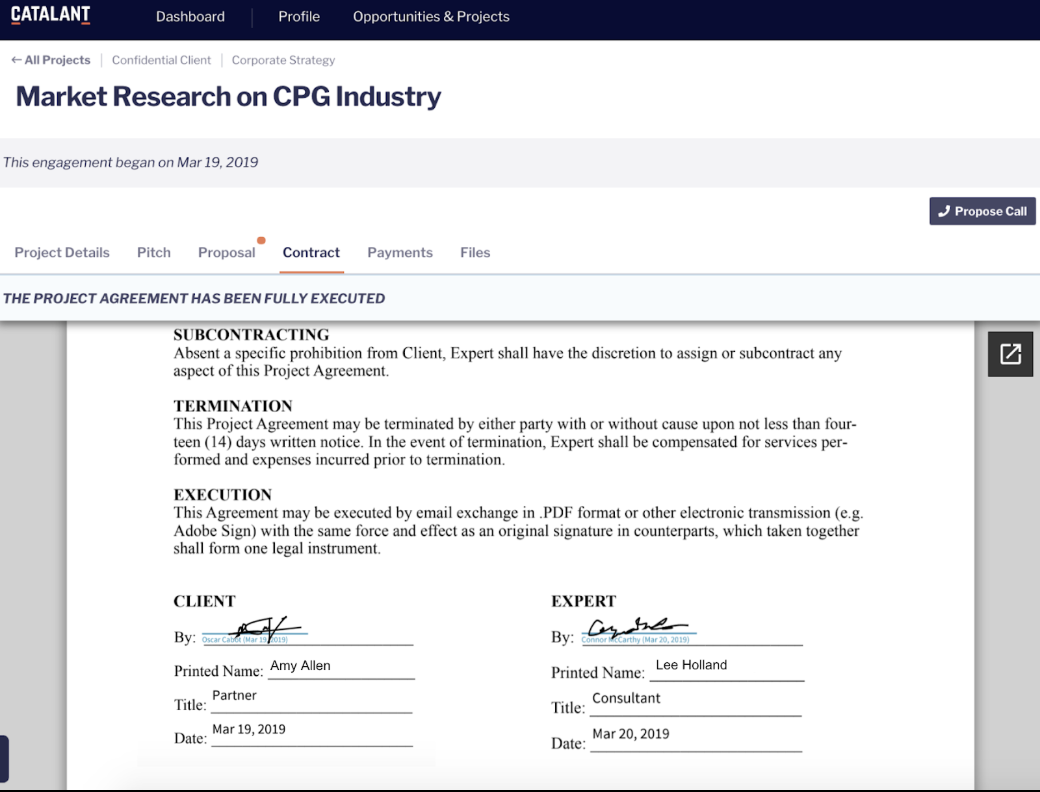 CATALANT
Dashboard
Profile
Opportunities & Projects
← All Projects
Confidential Client
Corporate Strategy
Market Research on CPG Industry
This engagement began on Mar 19, 2019
Propose Call
Project Details
Pitch
Proposal
Contract
Payments
Files
THE PROJECT AGREEMENT HAS BEEN FULLY EXECUTED
SUBCONTRACTING
Absent a specific prohibition from Client, Expert shall have the discretion to assign or subcontract any
aspect of this Project Agreement.
TERMINATION
This Project Agreement may be terminated by either party with or without cause upon not less than four-
teen (14) days written notice. In the event of termination, Expert shall be compensated for services per-
formed and expenses incurred prior to termination.
EXECUTION
This Agreement may be executed by email exchange in .PDF format or other electronic transmission (e.g.
Adobe Sign) with the same force and effect as an original signature in counterparts, which taken together
shall form one legal instrument.
CLIENT
By: Oscar Cabot (Mar 19, 2019)
Printed Name: Amy Allen
Title: Partner
Date: Mar 19, 2019
EXPERT
By: Connor McCarthy (Mar 20, 2019)
Printed Name: Lee Holland
Title: Consultant
Date: Mar 20, 2019